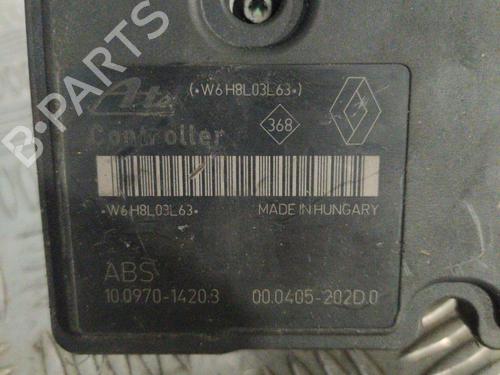 B-PARTS
Ate
(•W6H8L03L63•)
Controller
368
•W6H8L03L63•
MADE IN HUNGARY
ABS
10.0970-1420.3
00.0405-202D.0